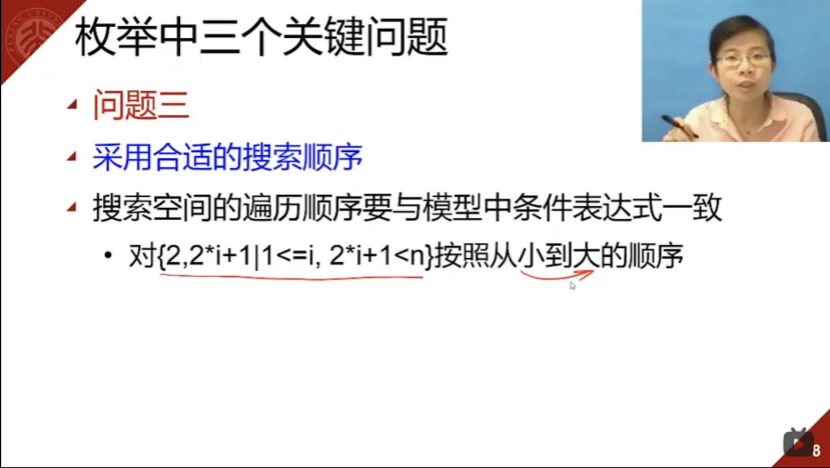 枚举中三个关键问题
问题三
采用合适的搜索顺序
搜索空间的遍历顺序要与模型中条件表达式一致
• 对{2,2*i+1|1<=i, 2*i+1<n}按照从小到大的顺序
8